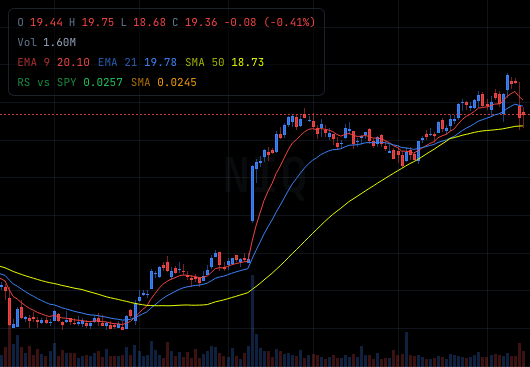 O 19.44 H 19.75 L 18.68 C 19.36 -0.08 (-0.41%)
Vol 1.60M
EMA 9 20.10 EMA 21 19.78 SMA 50 18.73
RS vs SPY 0.0257 SMA 0.0245